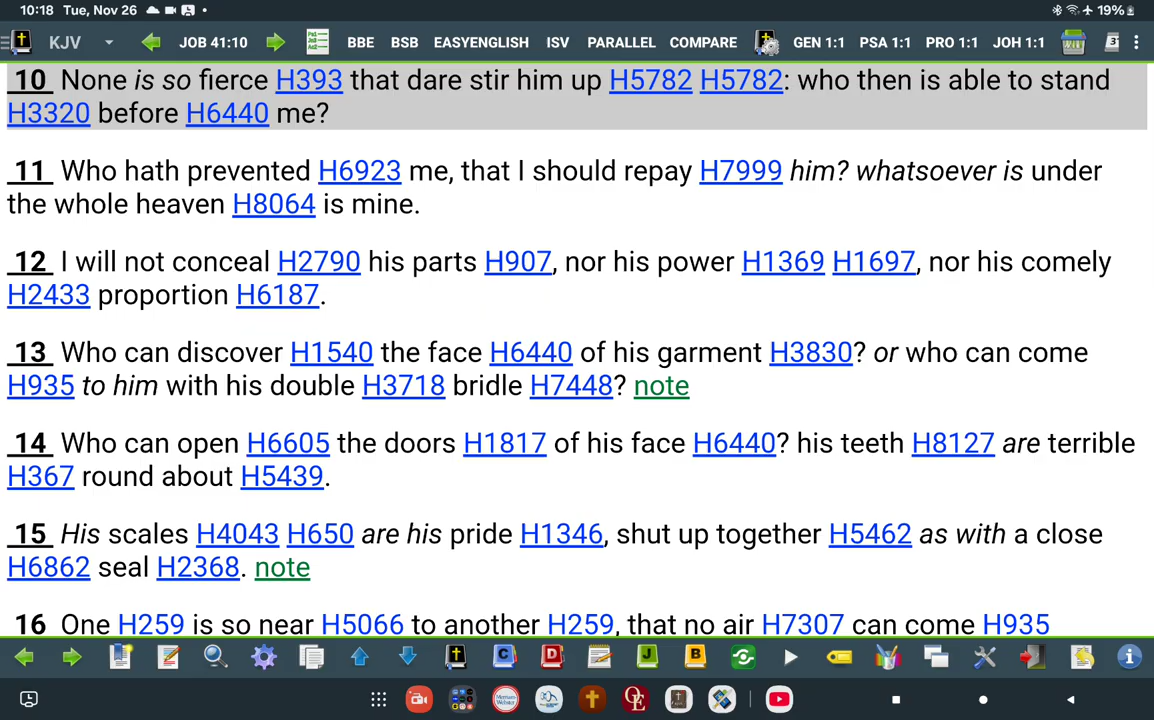 10:18 Tue, Nov 26 19%
KJV JOB 41:10 BBE BSB EASYENGLISH ISV PARALLEL COMPARE GEN 1:1 PSA 1:1 PRO 1:1 JOH 1:1
10 None is so fierce H393 that dare stir him up H5782 H5782: who then is able to stand
H3320 before H6440 me?
11 Who hath prevented H6923 me, that I should repay H7999 him? whatsoever is under
the whole heaven H8064 is mine.
12 I will not conceal H2790 his parts H907, nor his power H1369 H1697, nor his comely
H2433 proportion H6187.
13 Who can discover H1540 the face H6440 of his garment H3830? or who can come
H935 to him with his double H3718 bridle H7448? note
14 Who can open H6605 the doors H1817 of his face H6440? his teeth H8127 are terrible
H367 round about H5439.
15 His scales H4043 H650 are his pride H1346, shut up together H5462 as with a close
H6862 seal H2368. note
16 One H259 is so near H5066 to another H259, that no air H7307 can come H935